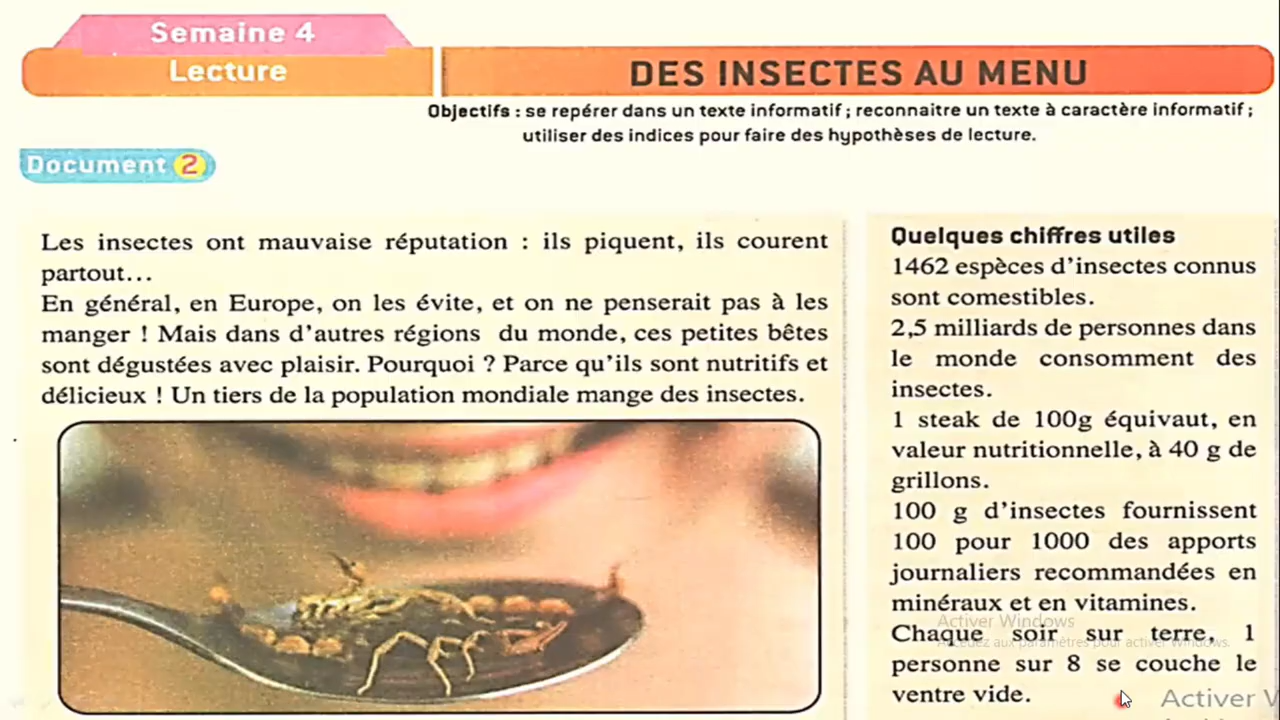 Semaine 4
Lecture
DES INSECTES AU MENU
Objectifs : se repérer dans un texte informatif ; reconnaitre un texte à caractère informatif ;
utiliser des indices pour faire des hypothèses de lecture.
Document 2
Les insectes ont mauvaise réputation : ils piquent, ils courent
partout...
En général, en Europe, on les évite, et on ne penserait pas à les
manger ! Mais dans d'autres régions du monde, ces petites bêtes
sont dégustées avec plaisir. Pourquoi ? Parce qu'ils sont nutritifs et
délicieux ! Un tiers de la population mondiale mange des insectes.
Quelques chiffres utiles
1462 espèces d'insectes connus
sont comestibles.
2,5 milliards de personnes dans
le monde consomment des
insectes.
1 steak de 100g équivaut, en
valeur nutritionnelle, à 40 g de
grillons.
100 g d'insectes fournissent
100 pour 1000 des apports
journaliers recommandées en
minéraux et en vitamines.
Chaque soir sur terre, 1
personne sur 8 se couche le
ventre vide.
Activer Windows
Accédez aux paramètres pour activer Windows.
Activer